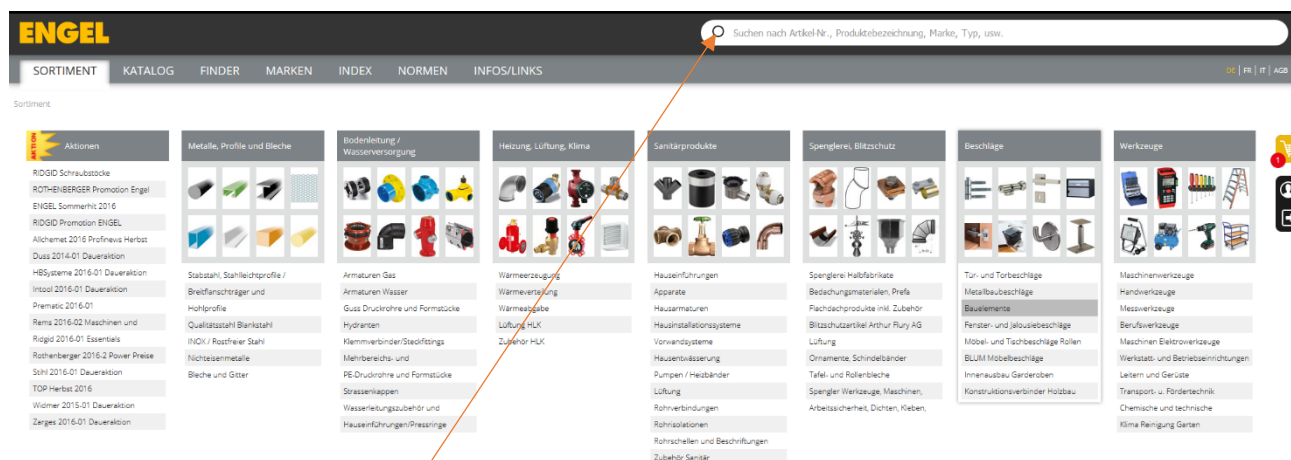 ENGEL
Suchen nach Artikel-Nr., Produktebezeichnung, Marke, Typ, usw.
SORTIMENT KATALOG FINDER MARKEN INDEX NORMEN INFOS/LINKS
DE | FR | IT | AGB
Sortiment
AKTION
Aktionen
RIDGID Schraubstöcke
ROTHENBERGER Promotion Engel
ENGEL Sommerhit 2016
RIDGID Promotion ENGEL
Allchemet 2016 Profinews Herbst
Duss 2014-01 Daueraktion
HBSysteme 2016-01 Daueraktion
Intool 2016-01 Daueraktion
Prematic 2016-01
Rems 2016-02 Maschinen und
Ridgid 2016-01 Essentials
Rothenberger 2016-2 Power Preise
Stihl 2016-01 Daueraktion
TOP Herbst 2016
Widmer 2015-01 Daueraktion
Zarges 2016-01 Daueraktion
Metalle, Profile und Bleche
Stabstahl, Stahlleichtprofile /
Breitflanschträger und
Hohlprofile
Qualitätsstahl Blankstahl
INOX / Rostfreier Stahl
Nichteisenmetalle
Bleche und Gitter
Bodenleitung /
Wasserversorgung
Armaturen Gas
Armaturen Wasser
Guss Druckrohre und Formstücke
Hydranten
Klemmverbinder/Steckfittings
Mehrbereichs- und
PE-Druckrohre und Formstücke
Strassenkappen
Wasserleitungszubehör und
Hauseinführungen/Pressringe
Heizung, Lüftung, Klima
Wärmeerzeugung
Wärmeverteilung
Wärmeabgabe
Lüftung HLK
Zubehör HLK
Sanitärprodukte
Hauseinführungen
Apparate
Hausarmaturen
Hausinstallationssysteme
Vorwandsysteme
Hausentwässerung
Pumpen / Heizbänder
Lüftung
Rohrverbindungen
Rohrisolationen
Rohrschellen und Beschriftungen
Zubehör Sanitär
Spenglerei, Blitzschutz
Spenglerei Halbfabrikate
Bedachungsmaterialen, Prefa
Flachdachprodukte inkl. Zubehör
Blitzschutzartikel Arthur Flury AG
Lüftung
Ornamente, Schindelbänder
Tafel- und Rollenbleche
Spengler Werkzeuge, Maschinen,
Arbeitssicherheit, Dichten, Kleben,
Beschläge
Tür- und Torbeschläge
Metallbaubeschläge
Bauelemente
Fenster- und Jalousiebeschläge
Möbel- und Tischbeschläge Rollen
BLUM Möbelbeschläge
Innenausbau Garderoben
Konstruktionsverbinder Holzbau
Werkzeuge
Maschinenwerkzeuge
Handwerkzeuge
Messwerkzeuge
Berufswerkzeuge
Maschinen Elektrowerkzeuge
Werkstatt- und Betriebseinrichtungen
Leitern und Gerüste
Transport- u. Fördertechnik
Chemische und technische
Klima Reinigung Garten
1